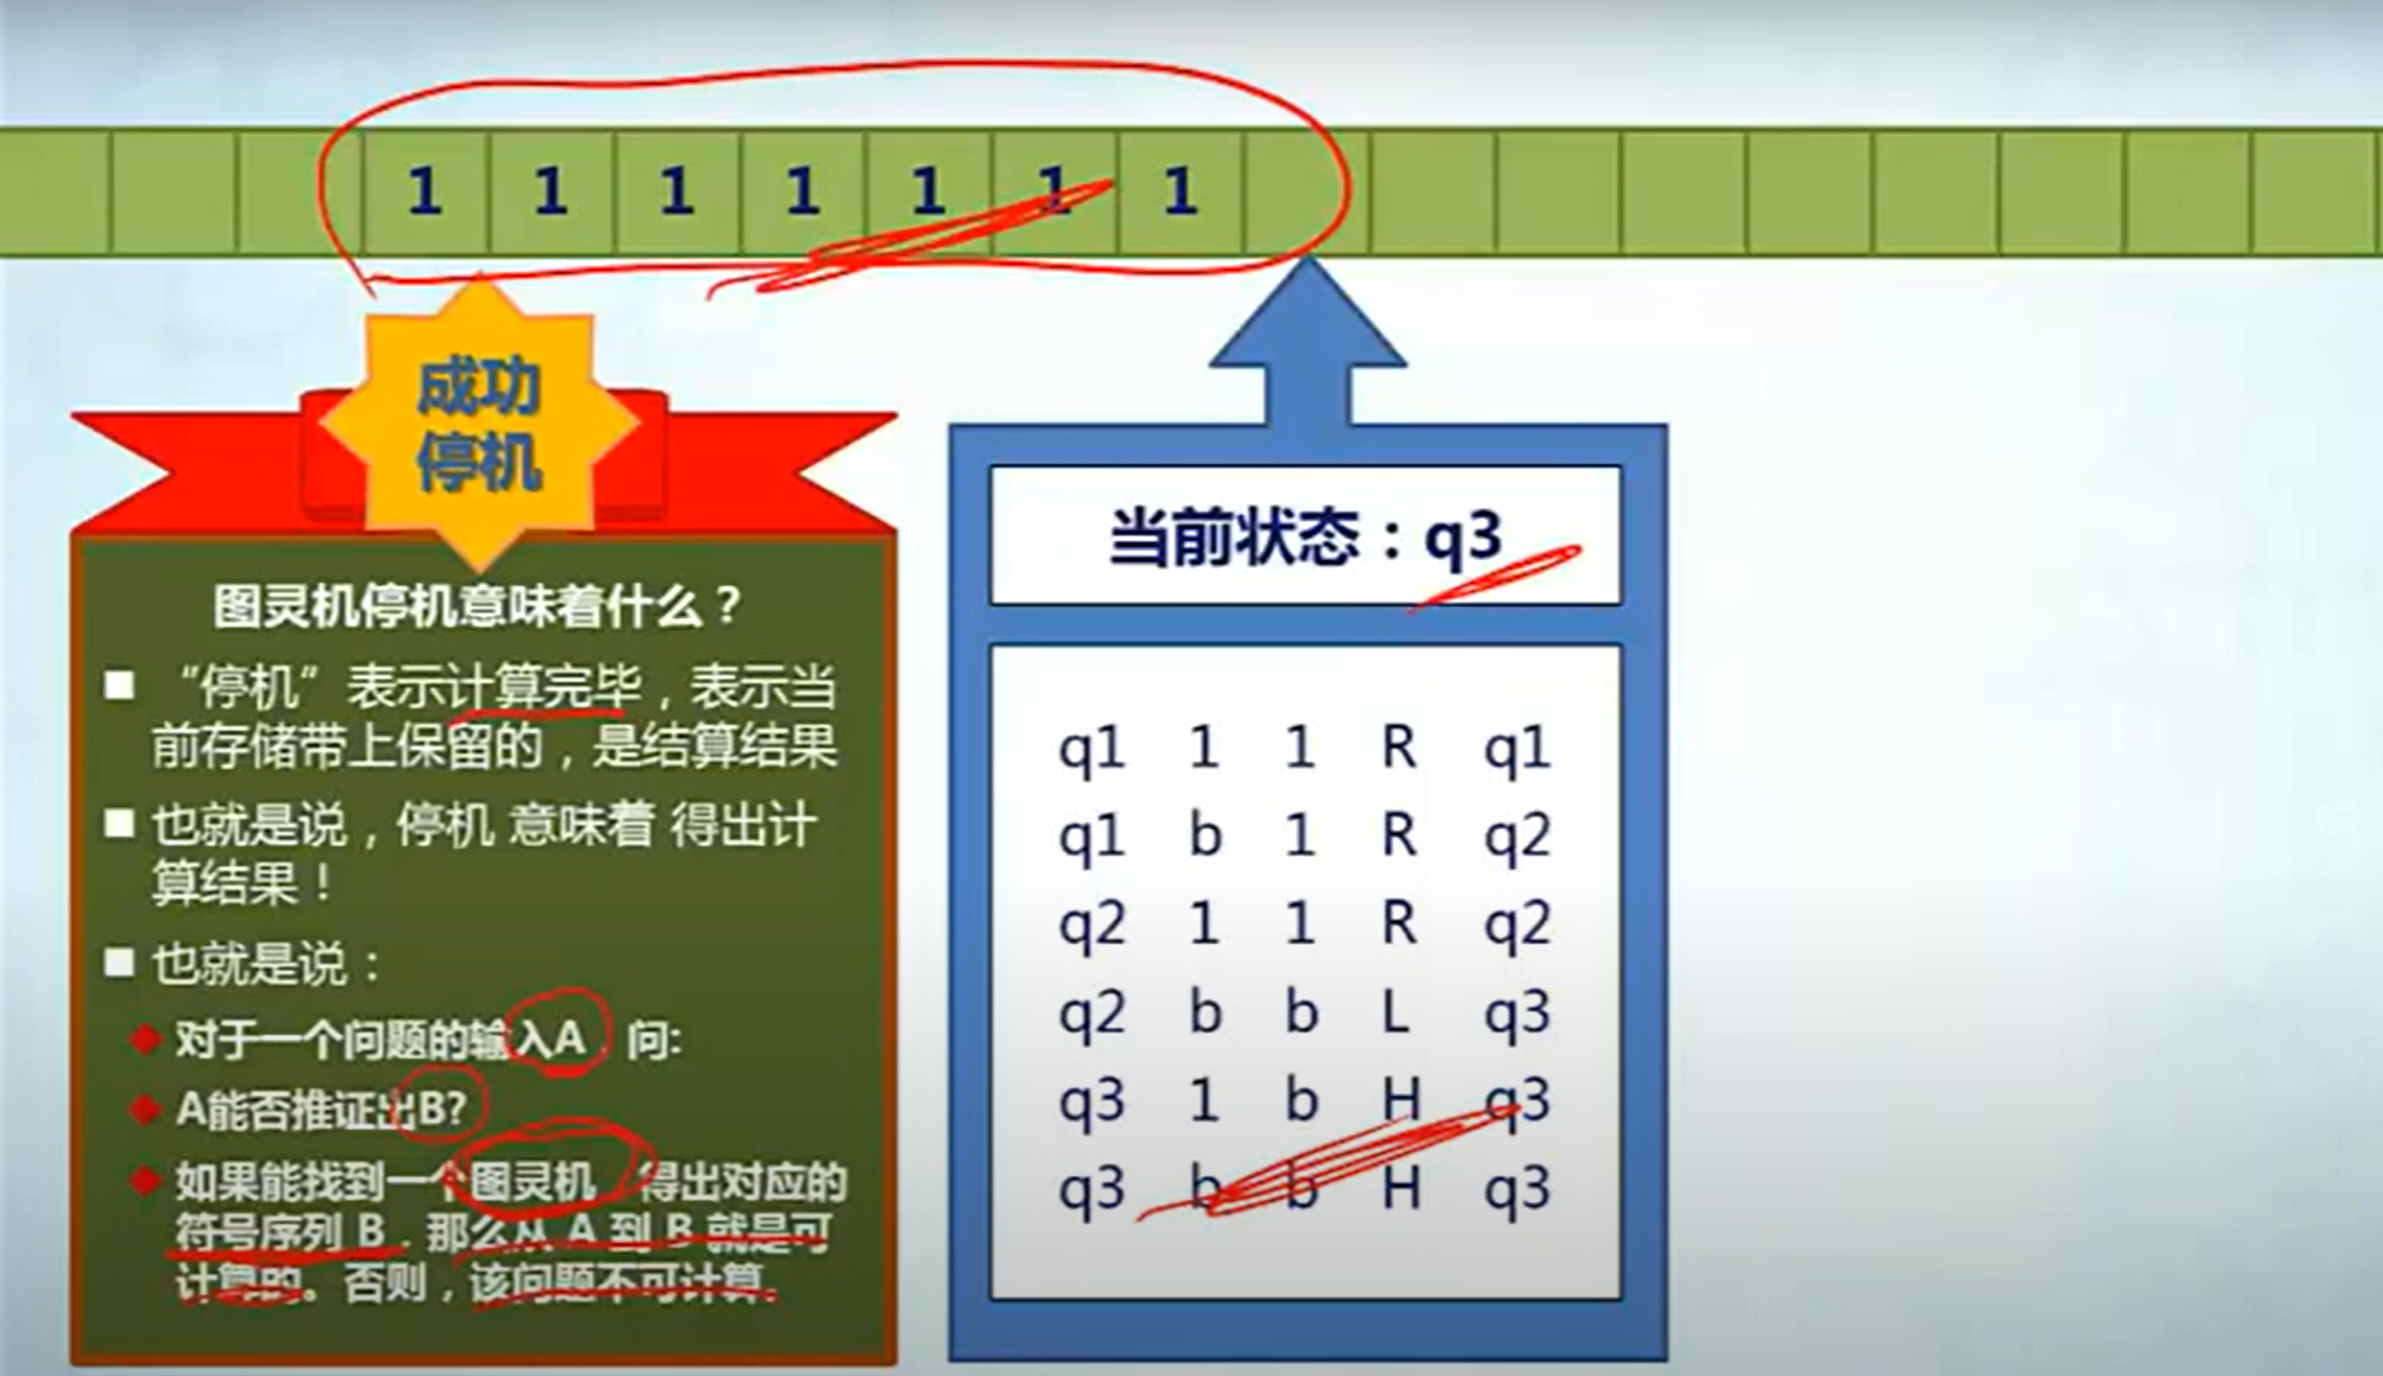 1 1 1 1 1 1 1
成功
停机
图灵机停机意味着什么？
“停机”表示计算完毕，表示当
前存储带上保留的，是结算结果
也就是说，停机 意味着 得出计
算结果！
也就是说：
对于一个问题的输入A，问:
A能否推证出B?
如果能找到一个图灵机，得出对应的
符号序列 B，那么从 A 到 B 就是可
计算的。否则，该问题不可计算。
当前状态：q3
q1 1 1 R q1
q1 b 1 R q2
q2 1 1 R q2
q2 b b L q3
q3 1 b H q3
q3 b b H q3